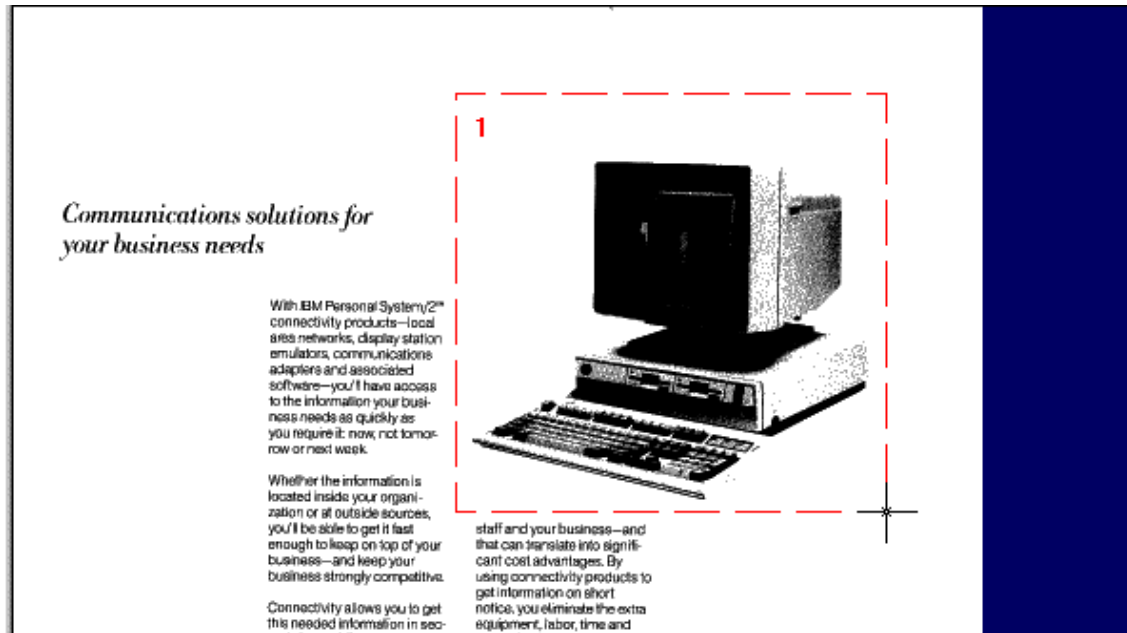 1
Communications solutions for
your business needs
With IBM Personal System/2™
connectivity products—local
area networks, display station
emulators, communications
adapters and associated
software—you'll have access
to the information your busi-
ness needs as quickly as
you require it: now, not tomor-
row or next week.
Whether the information is
located inside your organi-
zation or at outside sources,
you'll be able to get it fast
enough to keep on top of your
business—and keep your
business strongly competitive.
Connectivity allows you to get
this needed information in sec-
staff and your business—and
that can translate into signifi-
cant cost advantages. By
using connectivity products to
get information on short
notice, you eliminate the extra
equipment, labor, time and